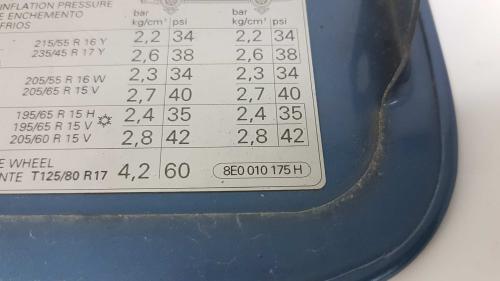 INFLATION PRESSURE bar psi bar psi
E ENCHEMENTO kg/cm² kg/cm²
FRIOS
215/55 R 16 Y 2,2 34 2,2 34
235/45 R 17 Y 2,6 38 2,6 38
205/55 R 16 W 2,3 34 2,3 34
205/65 R 15 V 2,7 40 2,7 40
195/65 R 15 H 2,4 35 2,4 35
195/65 R 15 V
205/60 R 15 V 2,8 42 2,8 42
E WHEEL
NTE T125/80 R17 4,2 60 8E0 010 175 H